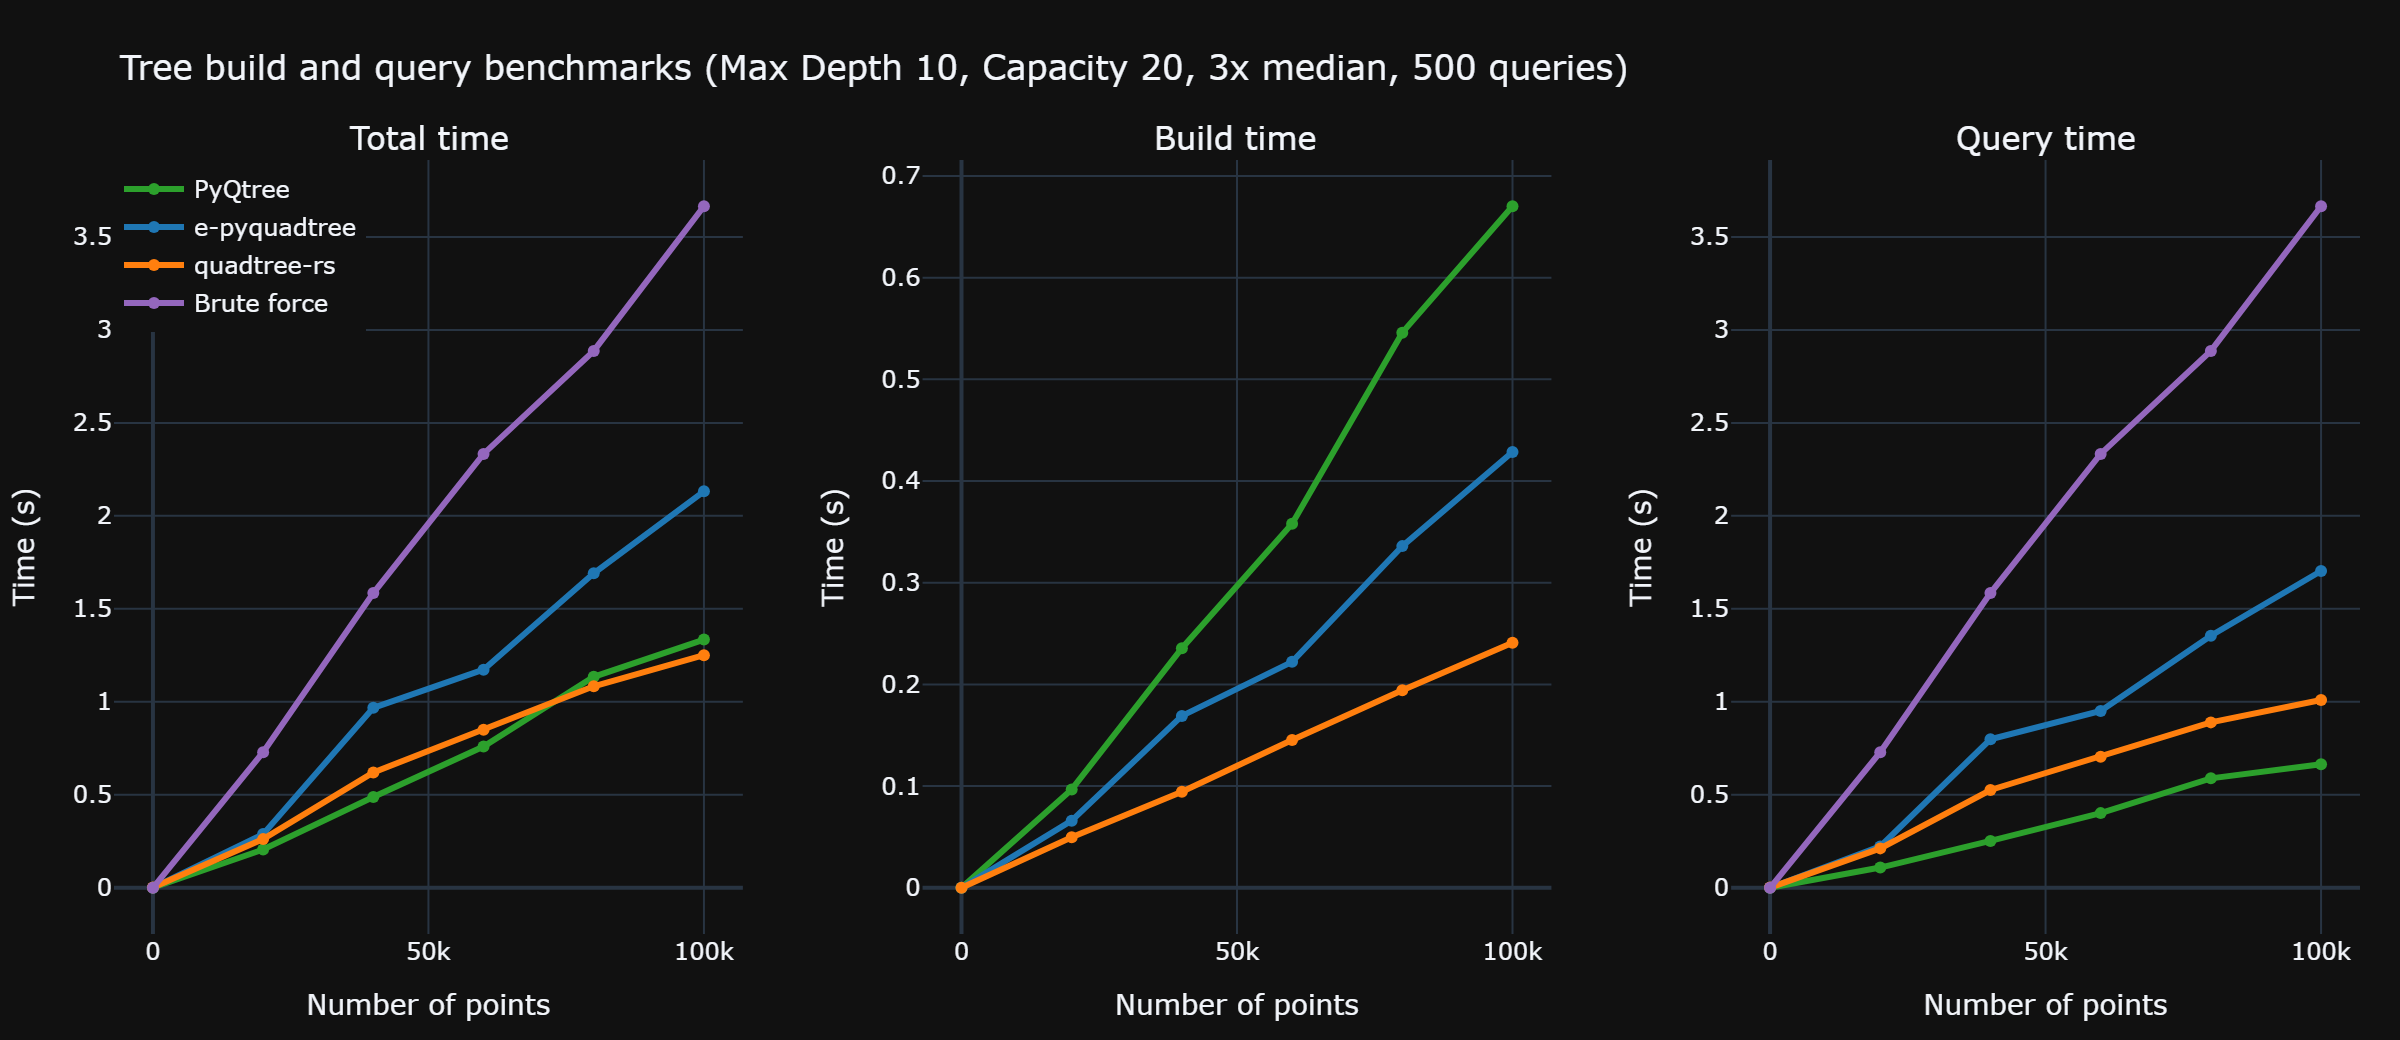 Tree build and query benchmarks (Max Depth 10, Capacity 20, 3x median, 500 queries)
Total time
PyQtree
e-pyquadtree
quadtree-rs
Brute force
3.5
3
2.5
2
1.5
1
0.5
0
Time (s)
0 50k 100k
Number of points
Build time
0.7
0.6
0.5
0.4
0.3
0.2
0.1
0
Time (s)
0 50k 100k
Number of points
Query time
3.5
3
2.5
2
1.5
1
0.5
0
Time (s)
0 50k 100k
Number of points